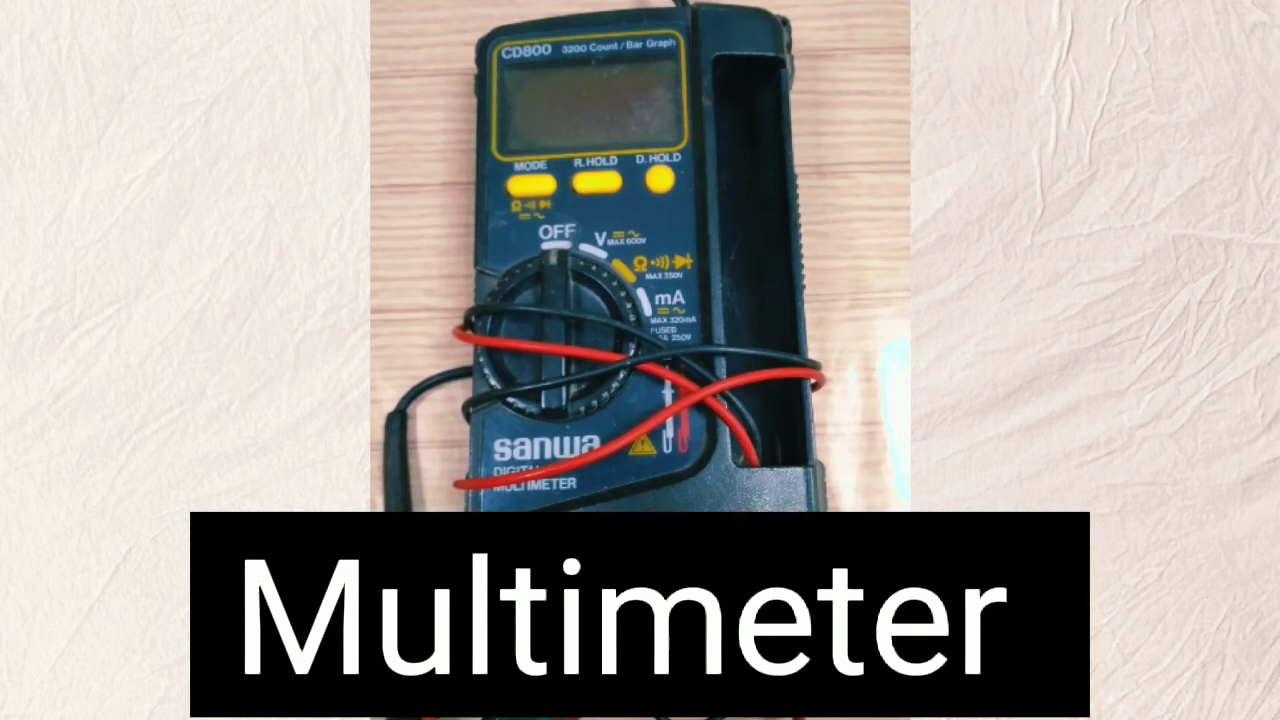 CD800 3200 Count / Bar Graph
MODE R.HOLD D.HOLD
OFF
V
MAX 600V
Ω
MAX 250V
mA
MAX 320mA
FUSED
250V
sanwa
MULTIMETER
Multimeter